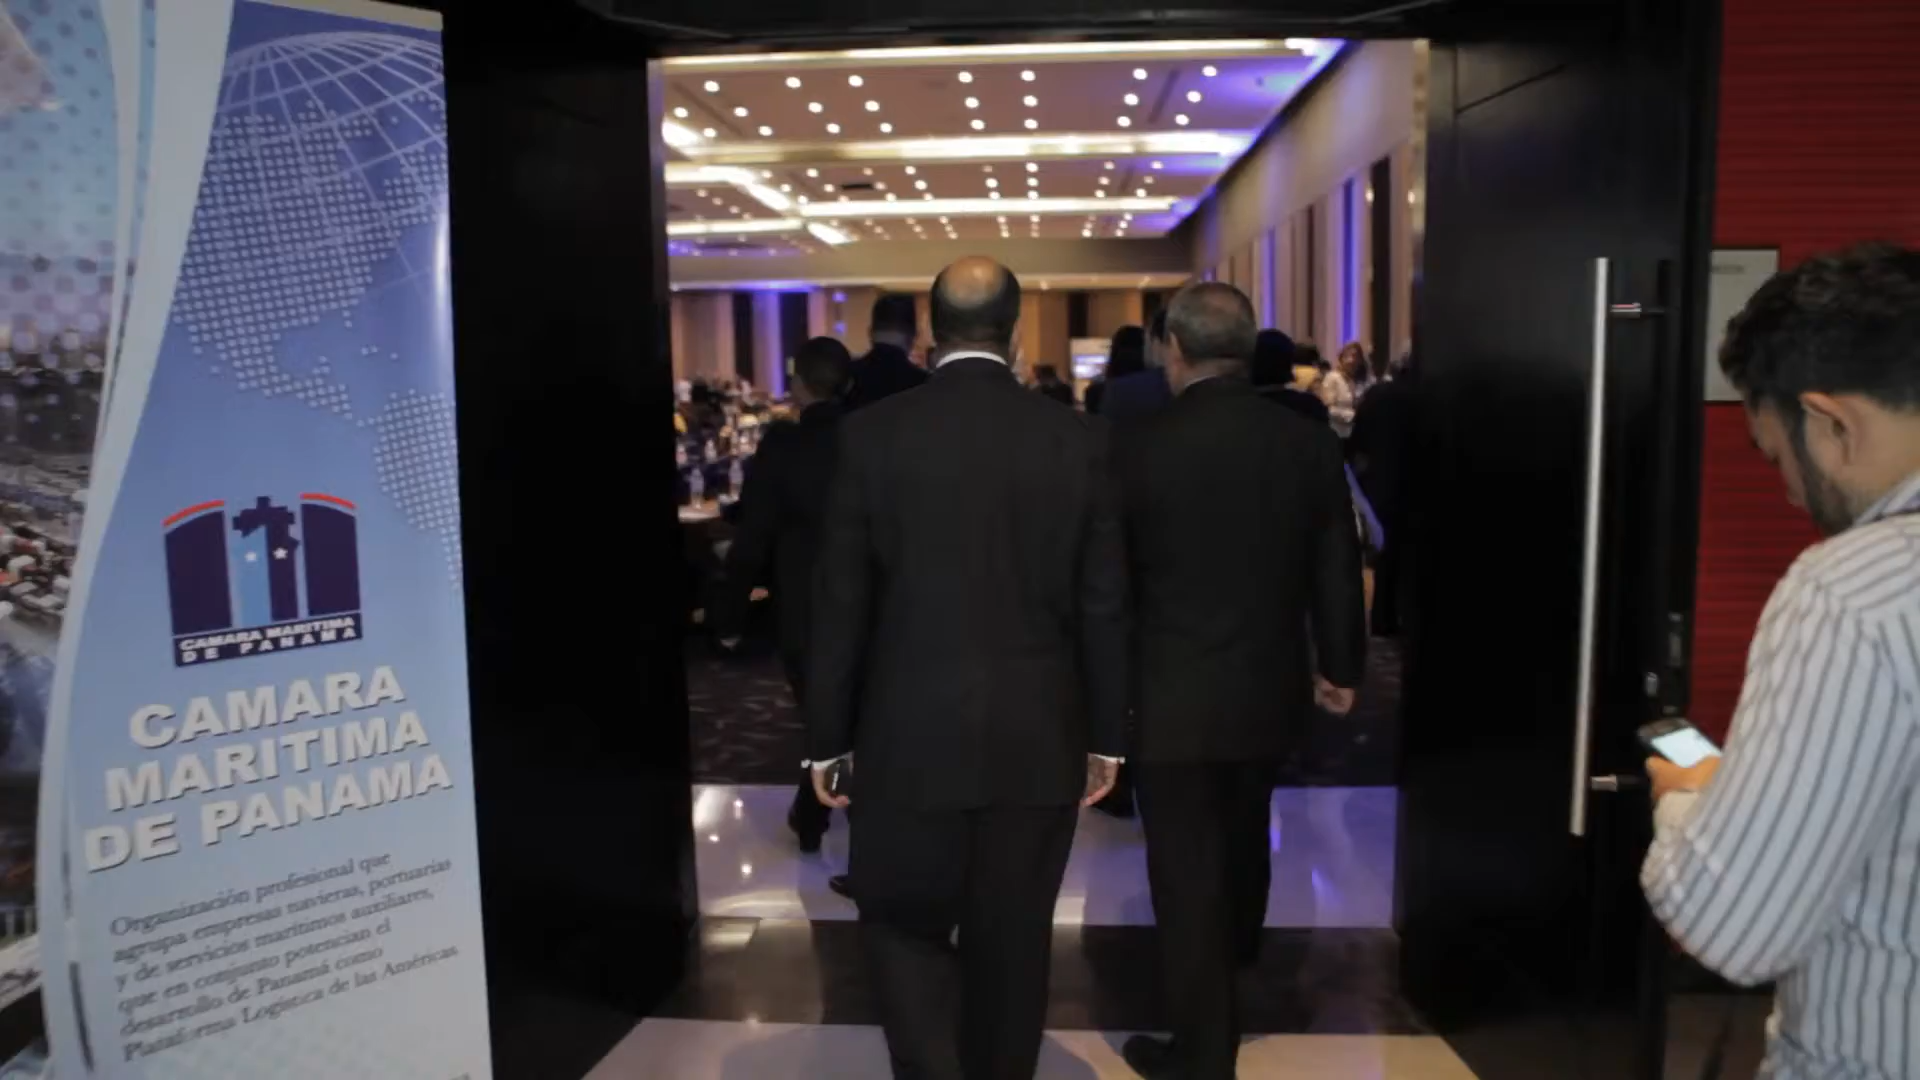 CAMARA MARITIMA
DE PANAMA
CAMARA
MARITIMA
DE PANAMA
Organización profesional que
agrupa empresas navieras, portuarias
y de servicios marítimos auxiliares,
que en conjunto potencian el
desarrollo de Panamá como
Plataforma Logística de las Américas